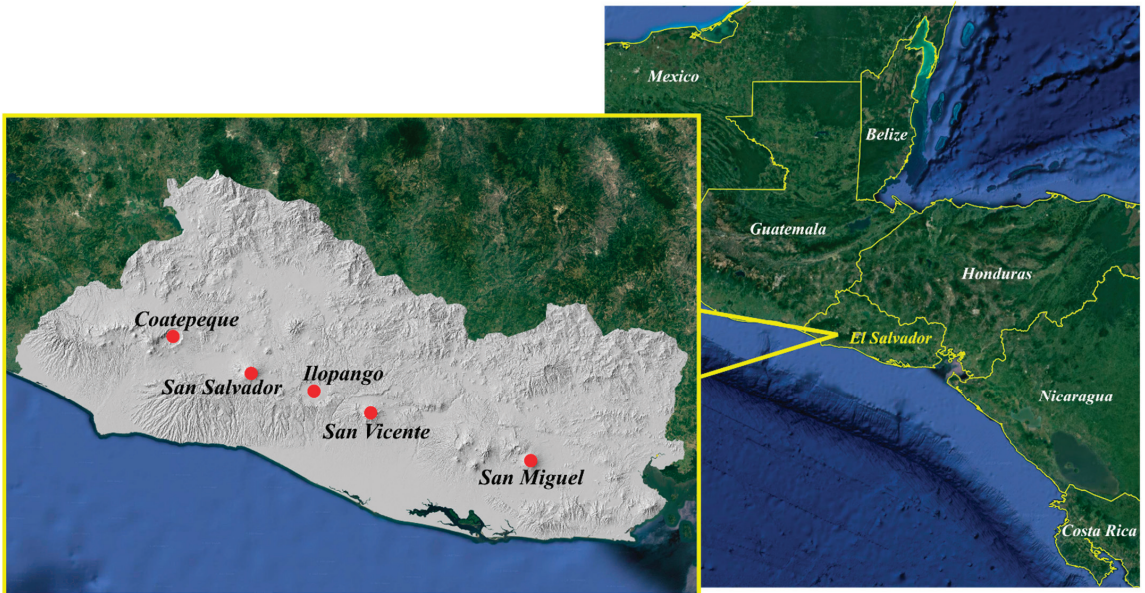 Mexico
Belize
Guatemala
Honduras
El Salvador
Nicaragua
Costa Rica
Coatepeque
San Salvador
Ilopango
San Vicente
San Miguel